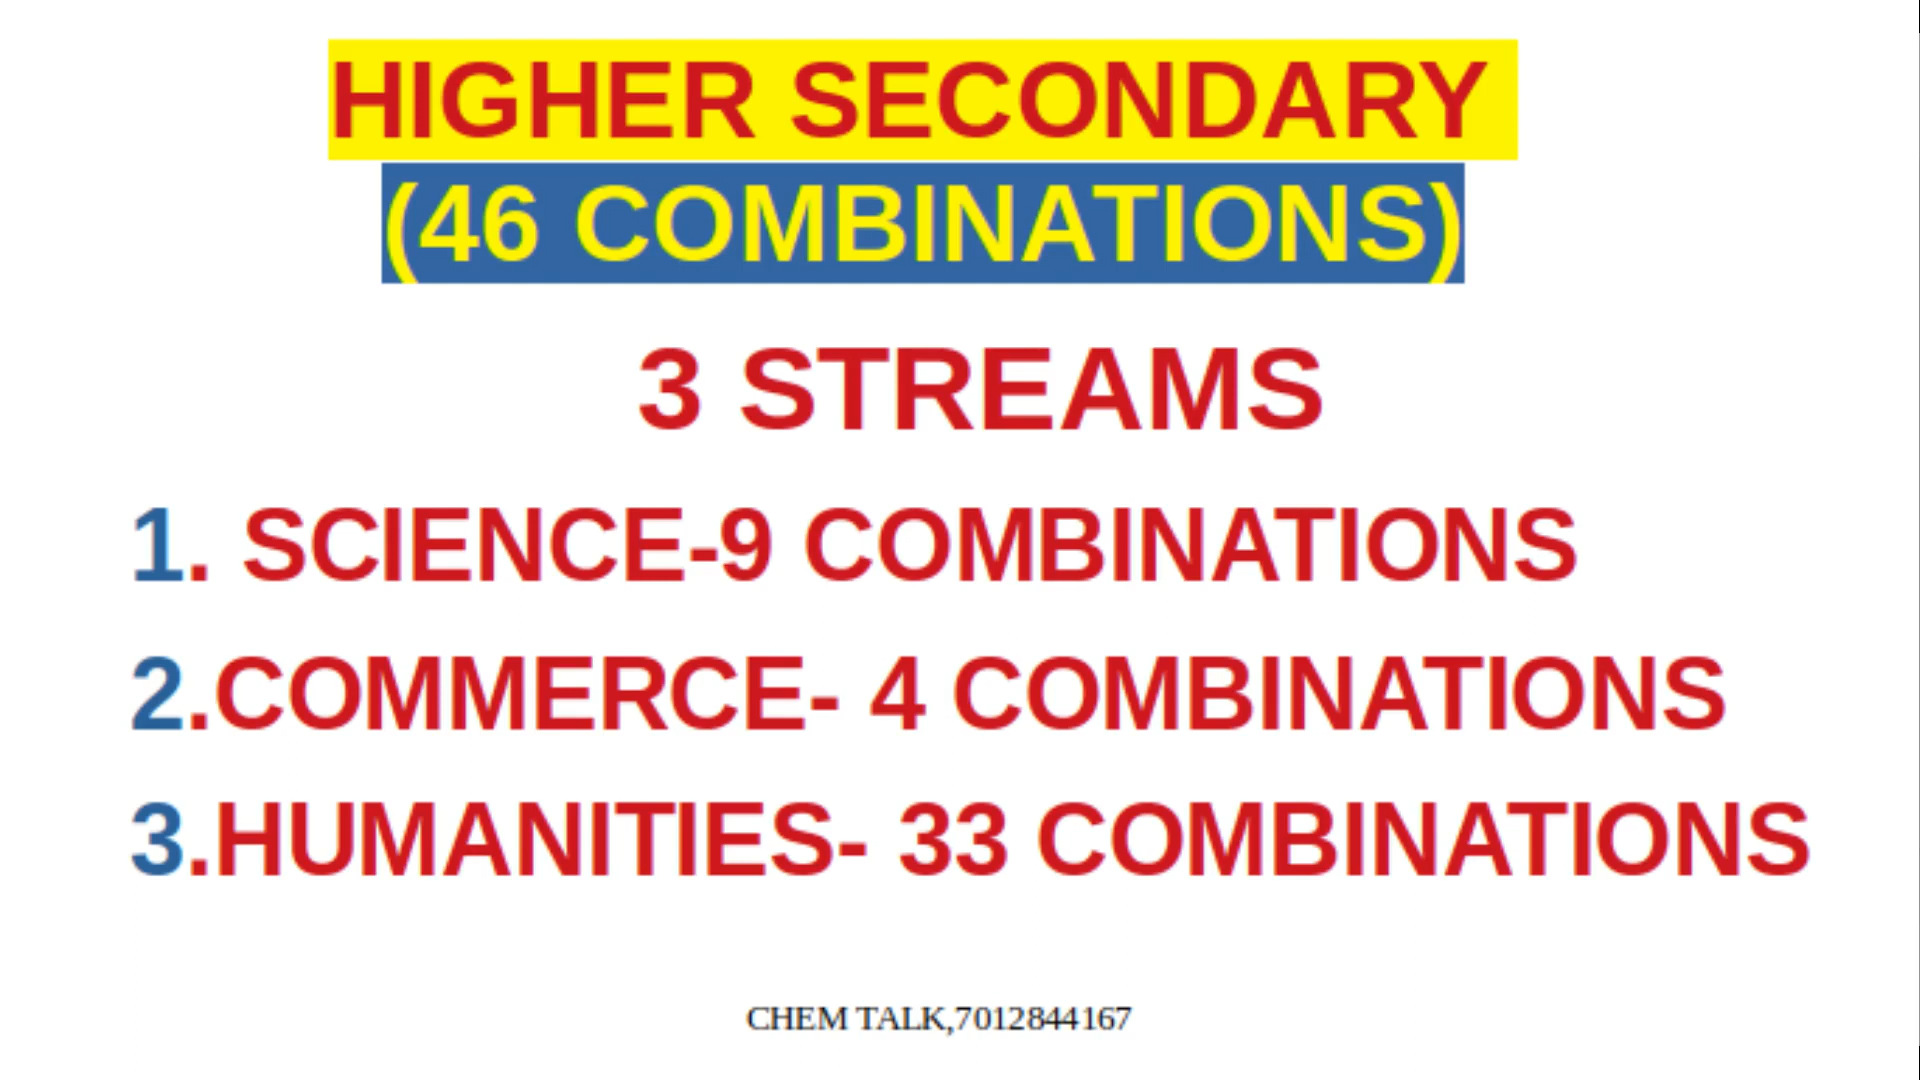 HIGHER SECONDARY
(46 COMBINATIONS)
3 STREAMS
1. SCIENCE-9 COMBINATIONS
2.COMMERCE- 4 COMBINATIONS
3.HUMANITIES- 33 COMBINATIONS
CHEM TALK,7012844167